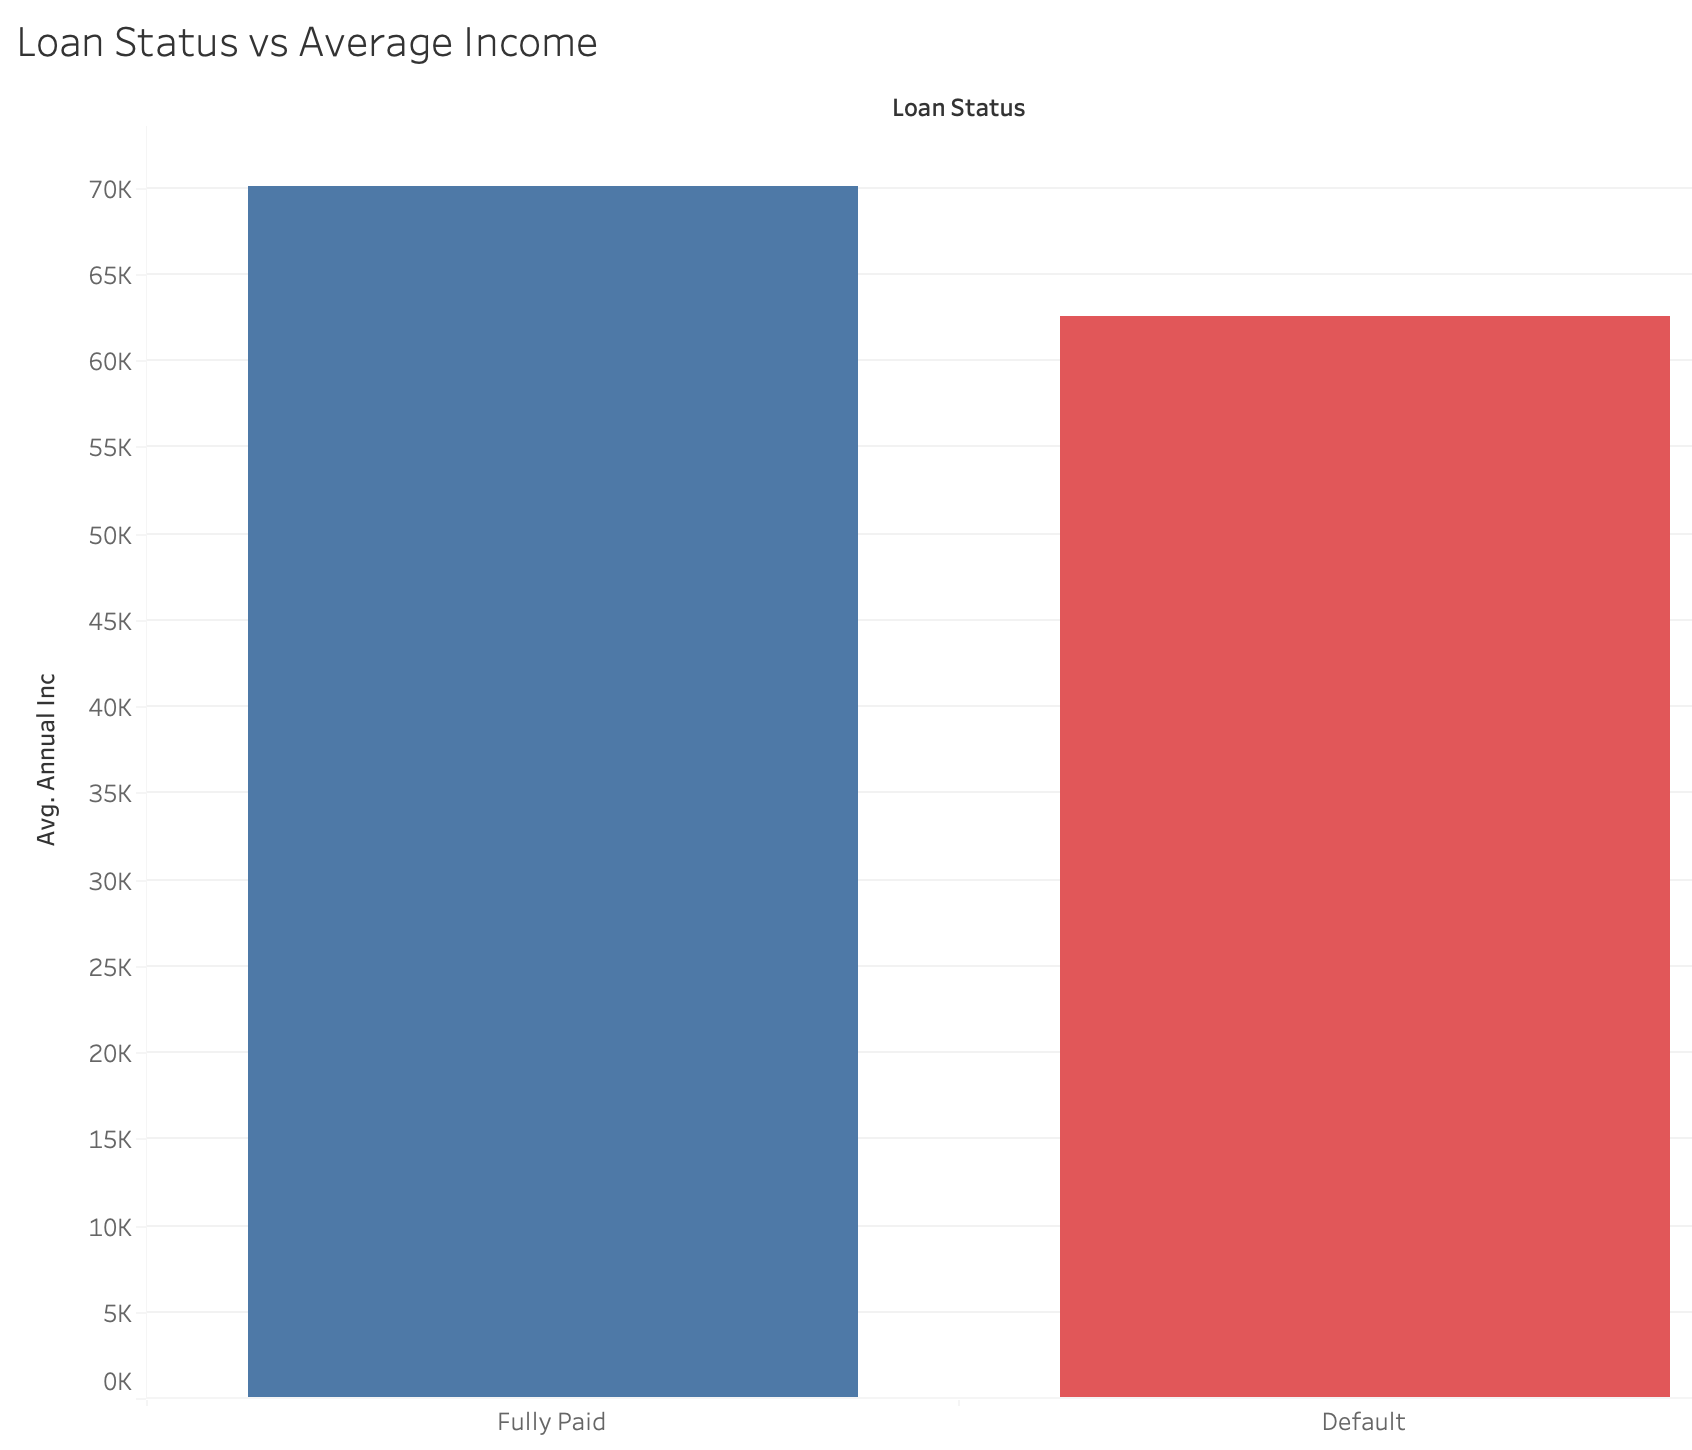 Loan Status vs Average Income
Loan Status
70K
65K
60K
55K
50K
45K
40K
35K
30K
25K
20K
15K
10K
5K
0K
Avg. Annual Inc
Fully Paid
Default